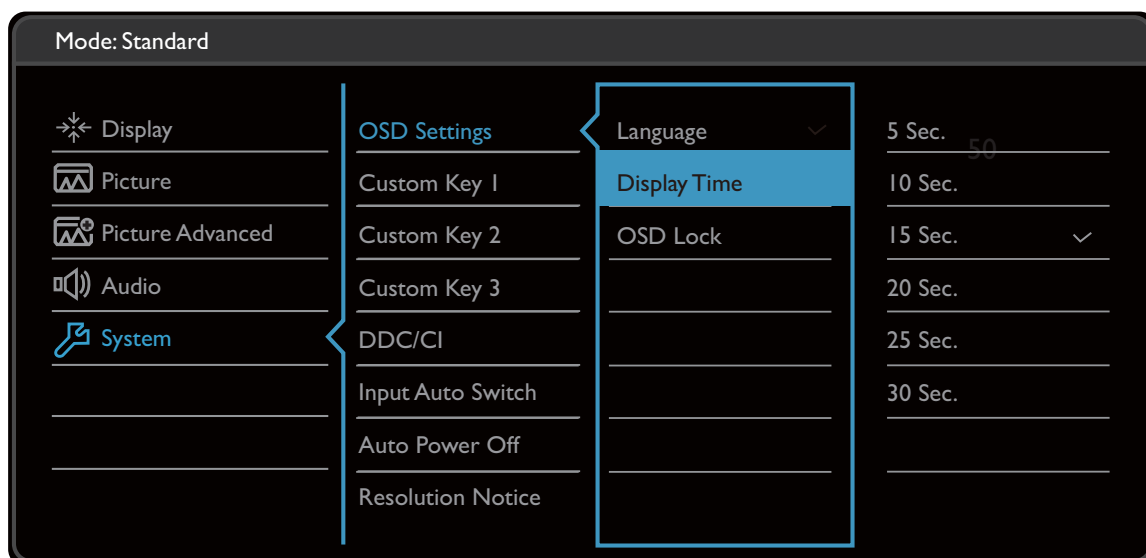 Mode: Standard
Display
Picture
Picture Advanced
Audio
System
OSD Settings
Custom Key 1
Custom Key 2
Custom Key 3
DDC/CI
Input Auto Switch
Auto Power Off
Resolution Notice
Language
Display Time
OSD Lock
5 Sec.
50
10 Sec.
15 Sec.
20 Sec.
25 Sec.
30 Sec.